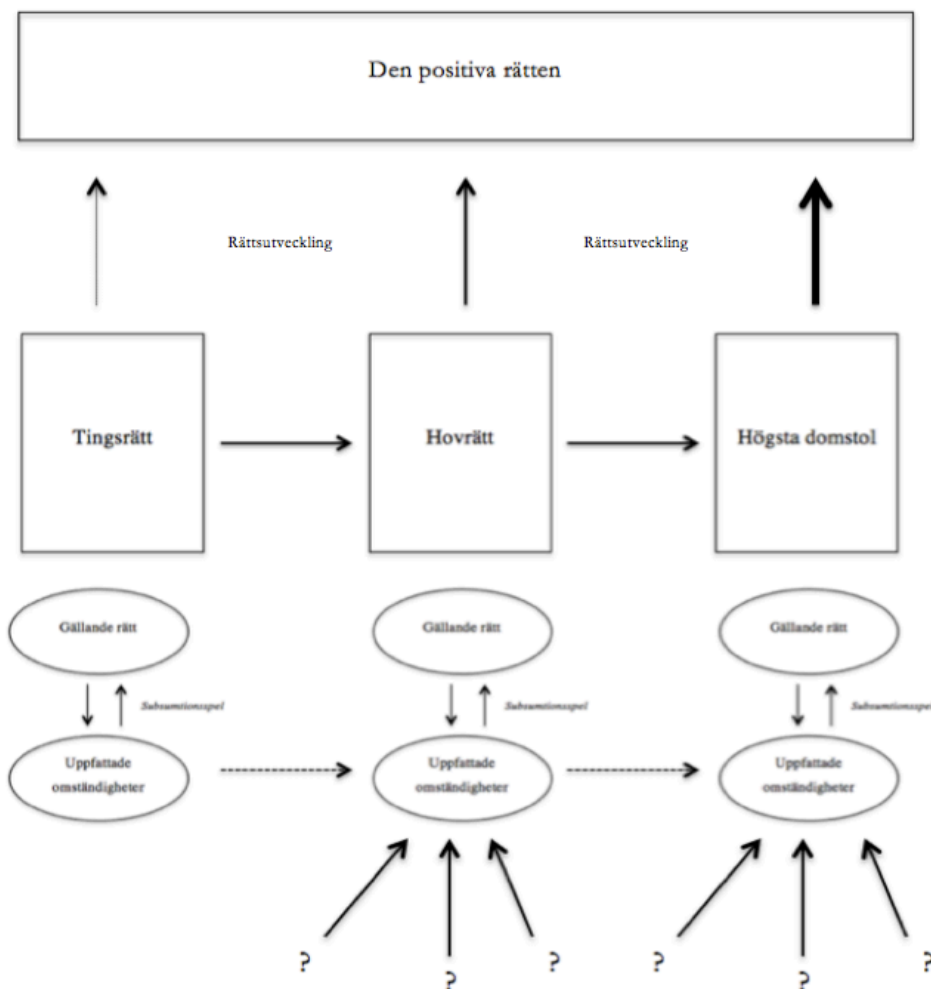 Den positiva rätten
Rättsutveckling
Rättsutveckling
Tingsrätt
Hovrätt
Högsta domstol
Gällande rätt
Gällande rätt
Gällande rätt
Subsumtionsspel
Subsumtionsspel
Subsumtionsspel
Uppfattade
omständigheter
Uppfattade
omständigheter
Uppfattade
omständigheter
?
?
?
?
?
?